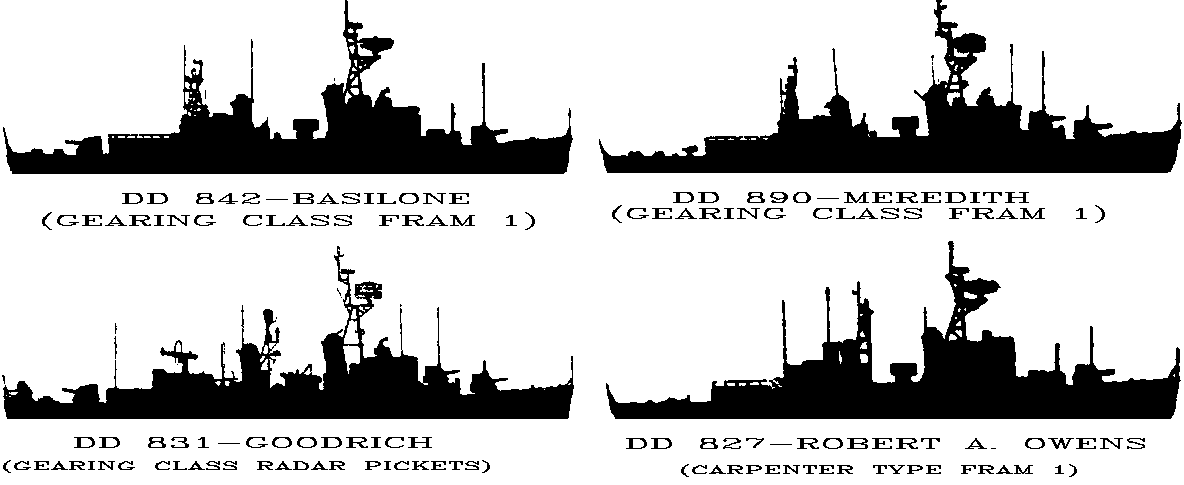 DD 842-BASILONE
(GEARING CLASS FRAM 1)
DD 890-MEREDITH
(GEARING CLASS FRAM 1)
DD 831-GOODRICH
(GEARING CLASS RADAR PICKETS)
DD 827-ROBERT A. OWENS
(CARPENTER TYPE FRAM 1)